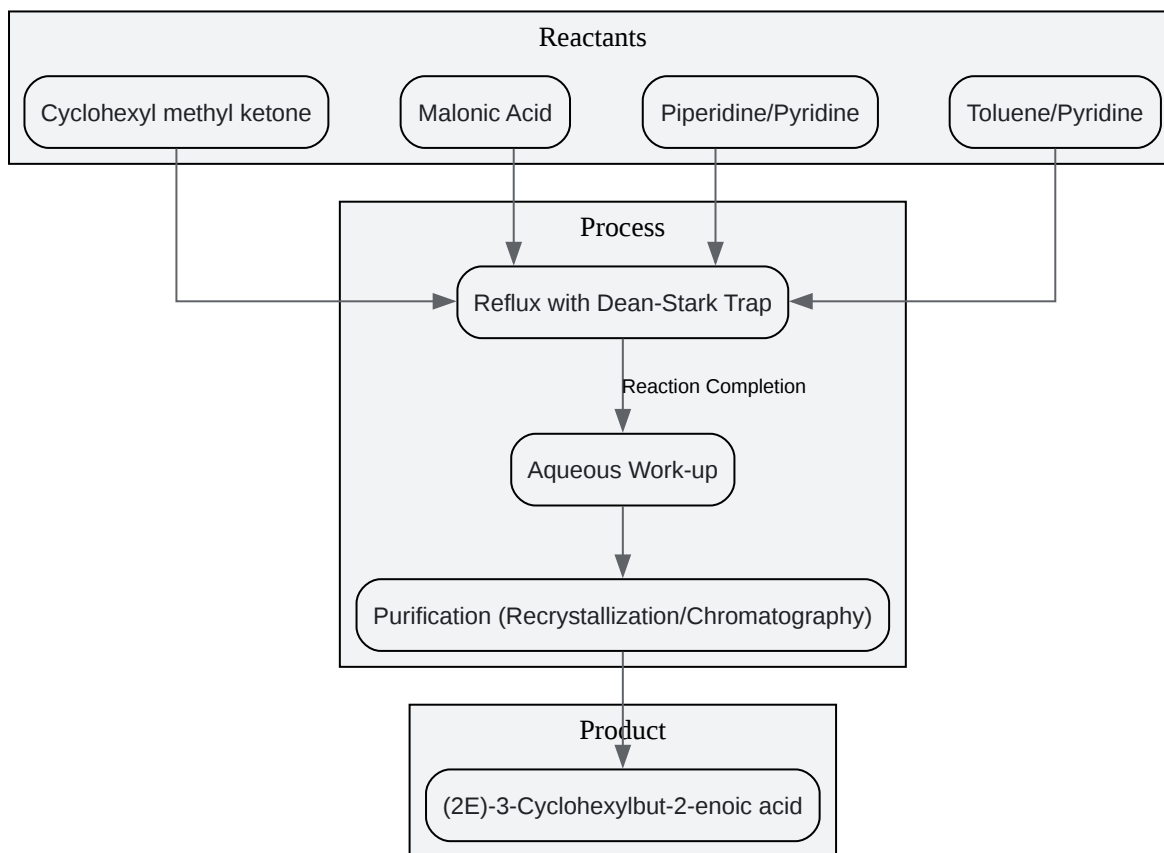 Reactants
Cyclohexyl methyl ketone
Malonic Acid
Piperidine/Pyridine
Toluene/Pyridine
Process
Reflux with Dean-Stark Trap
Reaction Completion
Aqueous Work-up
Purification (Recrystallization/Chromatography)
Product
(2E)-3-Cyclohexylbut-2-enoic acid